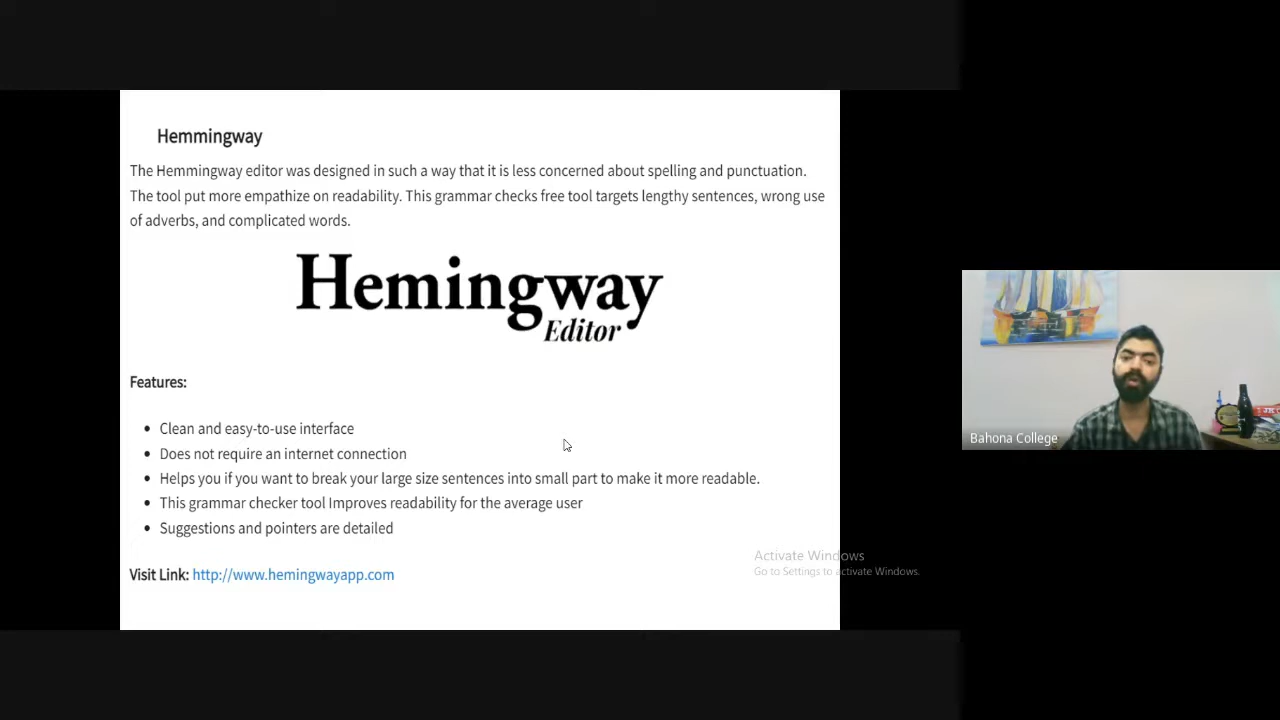 Hemmingway
The Hemmingway editor was designed in such a way that it is less concerned about spelling and punctuation.
The tool put more empathize on readability. This grammar checks free tool targets lengthy sentences, wrong use
of adverbs, and complicated words.
Hemingway
Editor
Features:
• Clean and easy-to-use interface
• Does not require an internet connection
• Helps you if you want to break your large size sentences into small part to make it more readable.
• This grammar checker tool Improves readability for the average user
• Suggestions and pointers are detailed
Visit Link: http://www.hemingwayapp.com
Activate Windows
Go to Settings to activate Windows.
Bahona College